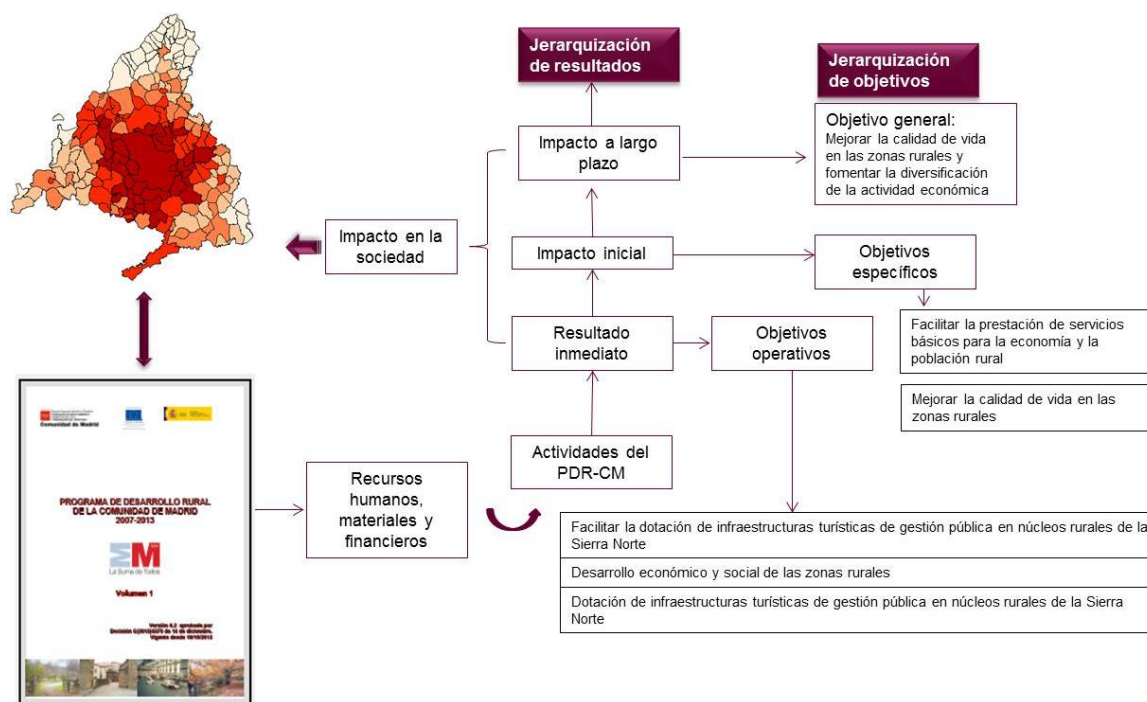 Jerarquización
de resultados
Jerarquización
de objetivos
Objetivo general:
Mejorar la calidad de vida
en las zonas rurales y
fomentar la diversificación
de la actividad económica
Impacto a largo
plazo
Impacto en la
sociedad
Impacto inicial
Objetivos
específicos
Resultado
inmediato
Objetivos
operativos
Facilitar la prestación de servicios
básicos para la economía y la
población rural
Mejorar la calidad de vida en las
zonas rurales
Actividades del
PDR-CM
Recursos
humanos,
materiales y
financieros
Facilitar la dotación de infraestructuras turísticas de gestión pública en núcleos rurales de la
Sierra Norte
Desarrollo económico y social de las zonas rurales
Dotación de infraestructuras turísticas de gestión pública en núcleos rurales de la Sierra
Norte
Comunidad de Madrid
PROGRAMA DE DESARROLLO RURAL
DE LA COMUNIDAD DE MADRID
2007-2013
La Suma de Todos
Volumen 1